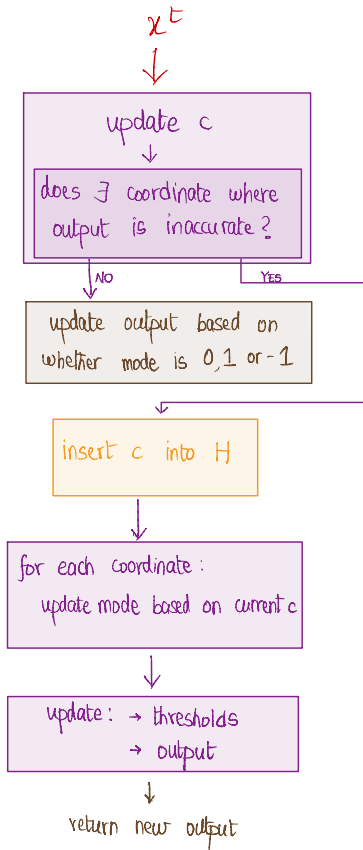 x^t
update c
does ∃ coordinate where
output is inaccurate?
NO
YES
update output based on
whether mode is 0, 1 or -1
insert c into H
for each coordinate:
update mode based on current c
update: → thresholds
→ output
return new output